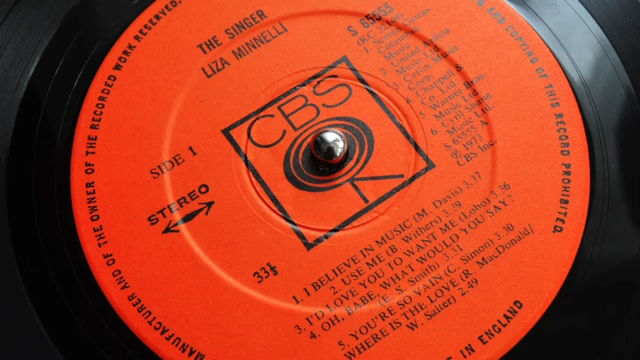 MANUFACTURER AND OF THE OWNER OF THE RECORDED WORK RESERVED.
AND COPYING OF THIS RECORD PROHIBITED.
IN ENGLAND
THE SINGER
LIZA MINNELLI
S 65555
CBS
SIDE 1
STEREO
33⅓
1. I BELIEVE IN MUSIC (M. Davis) 3.37
2. USE ME (B. Withers) 3.39
3. I'D LOVE YOU TO WANT ME (Lobo) 3.36
4. OH, BABE, WHAT WOULD YOU SAY?
(E. S. Smith) 3.31
5. YOU'RE SO VAIN (C. Simon) 3.30
WHERE IS THE LOVE (R. MacDonald/
W. Salter) 2.49